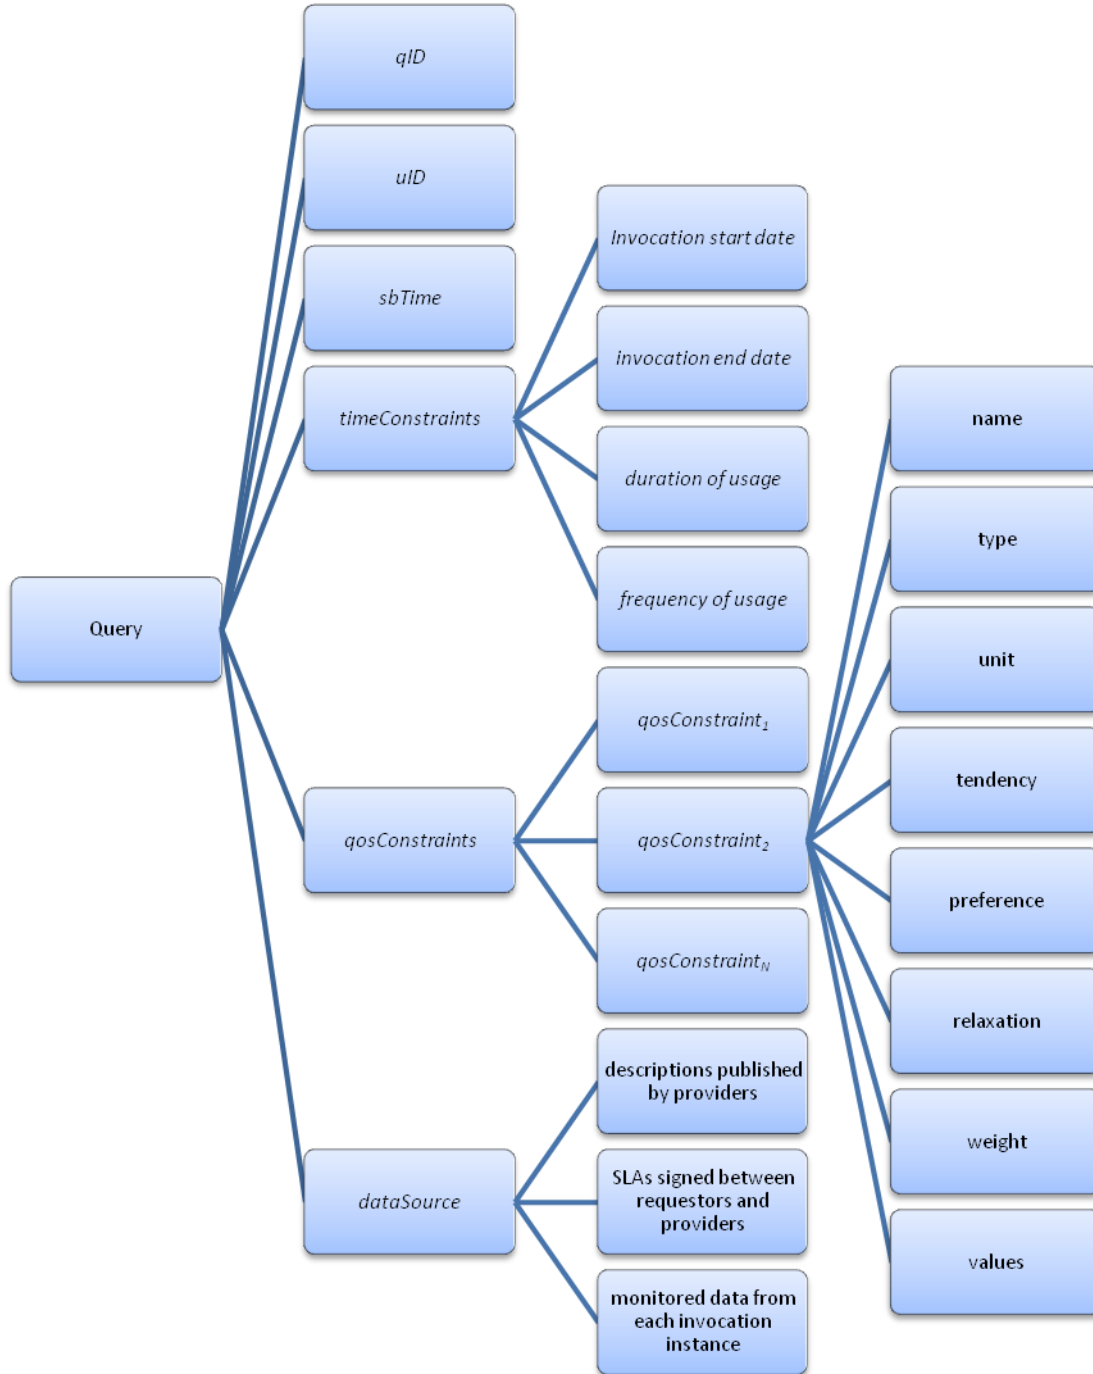 qID
uID
sbTime
timeConstraints
Invocation start date
invocation end date
duration of usage
frequency of usage
Query
qosConstraints
qosConstraint₁
qosConstraint₂
qosConstraintN
name
type
unit
tendency
preference
relaxation
weight
values
dataSource
descriptions published
by providers
SLAs signed between
requestors and
providers
monitored data from
each invocation
instance